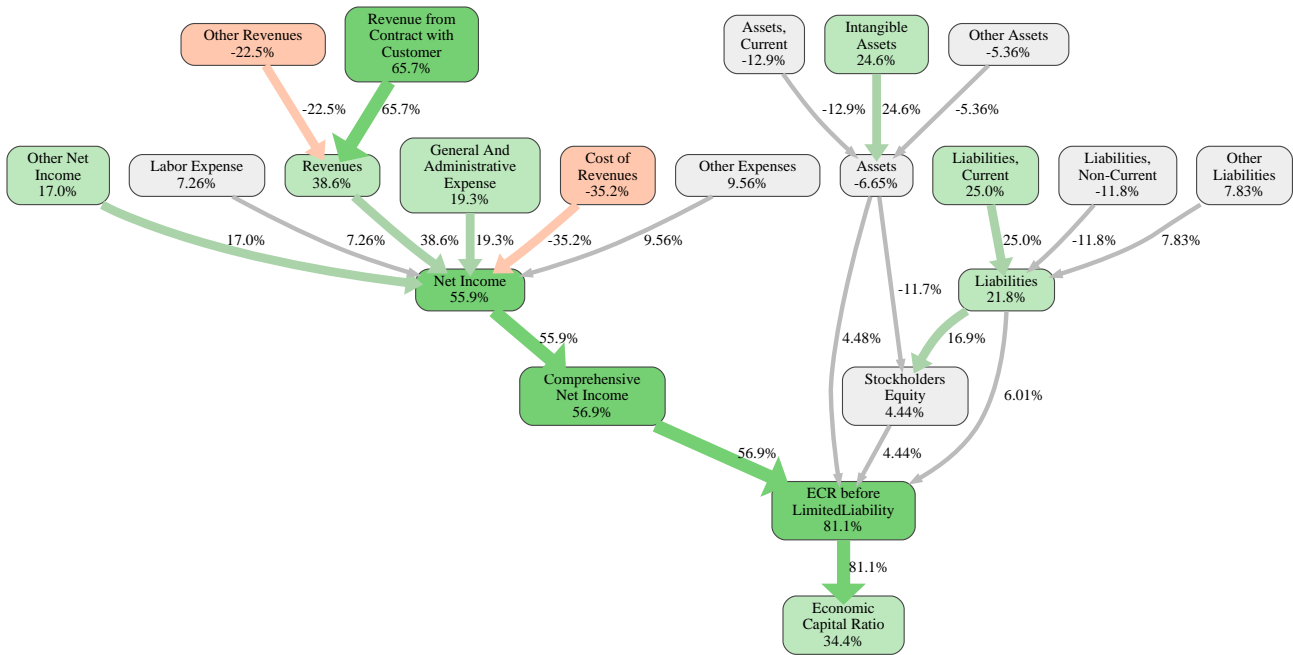 Other Revenues
-22.5%
Revenue from
Contract with
Customer
65.7%
Assets,
Current
-12.9%
Intangible
Assets
24.6%
Other Assets
-5.36%
-22.5%
65.7%
-12.9%
24.6%
-5.36%
Other Net
Income
17.0%
Labor Expense
7.26%
Revenues
38.6%
General And
Administrative
Expense
19.3%
Cost of
Revenues
-35.2%
Other Expenses
9.56%
Assets
-6.65%
Liabilities,
Current
25.0%
Liabilities,
Non-Current
-11.8%
Other
Liabilities
7.83%
17.0%
7.26%
38.6%
19.3%
-35.2%
9.56%
25.0%
-11.8%
7.83%
Net Income
55.9%
-11.7%
Liabilities
21.8%
55.9%
4.48%
16.9%
Comprehensive
Net Income
56.9%
Stockholders
Equity
4.44%
6.01%
56.9%
4.44%
ECR before
LimitedLiability
81.1%
81.1%
Economic
Capital Ratio
34.4%